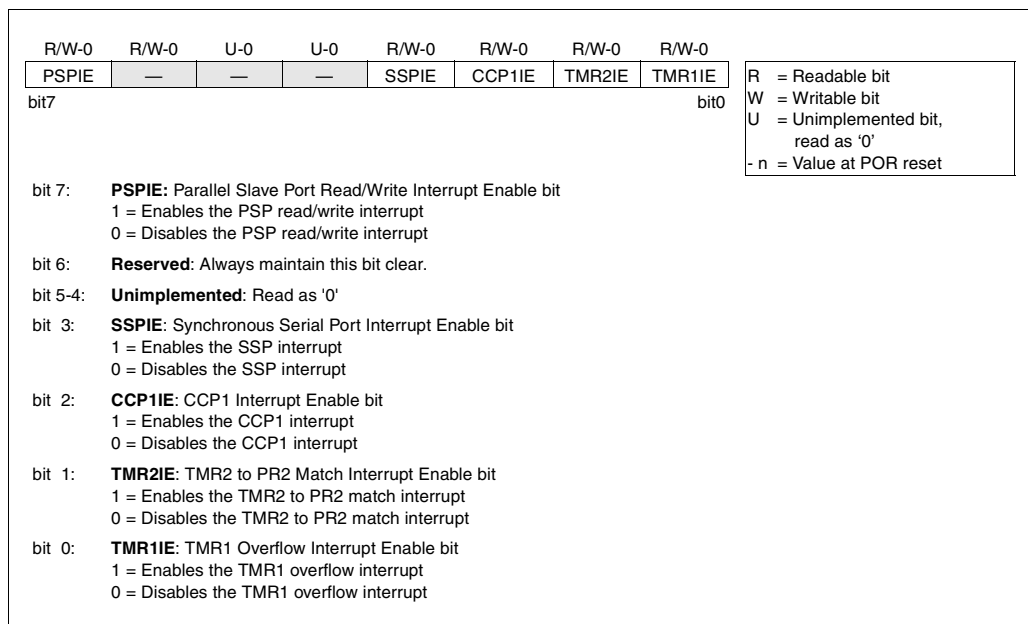 R/W-0 R/W-0 U-0 U-0 R/W-0 R/W-0 R/W-0 R/W-0
PSPIE — — — SSPIE CCP1IE TMR2IE TMR1IE
bit7 bit0
R = Readable bit
W = Writable bit
U = Unimplemented bit,
read as ‘0’
- n = Value at POR reset
bit 7: PSPIE: Parallel Slave Port Read/Write Interrupt Enable bit
1 = Enables the PSP read/write interrupt
0 = Disables the PSP read/write interrupt
bit 6: Reserved: Always maintain this bit clear.
bit 5-4: Unimplemented: Read as '0'
bit 3: SSPIE: Synchronous Serial Port Interrupt Enable bit
1 = Enables the SSP interrupt
0 = Disables the SSP interrupt
bit 2: CCP1IE: CCP1 Interrupt Enable bit
1 = Enables the CCP1 interrupt
0 = Disables the CCP1 interrupt
bit 1: TMR2IE: TMR2 to PR2 Match Interrupt Enable bit
1 = Enables the TMR2 to PR2 match interrupt
0 = Disables the TMR2 to PR2 match interrupt
bit 0: TMR1IE: TMR1 Overflow Interrupt Enable bit
1 = Enables the TMR1 overflow interrupt
0 = Disables the TMR1 overflow interrupt